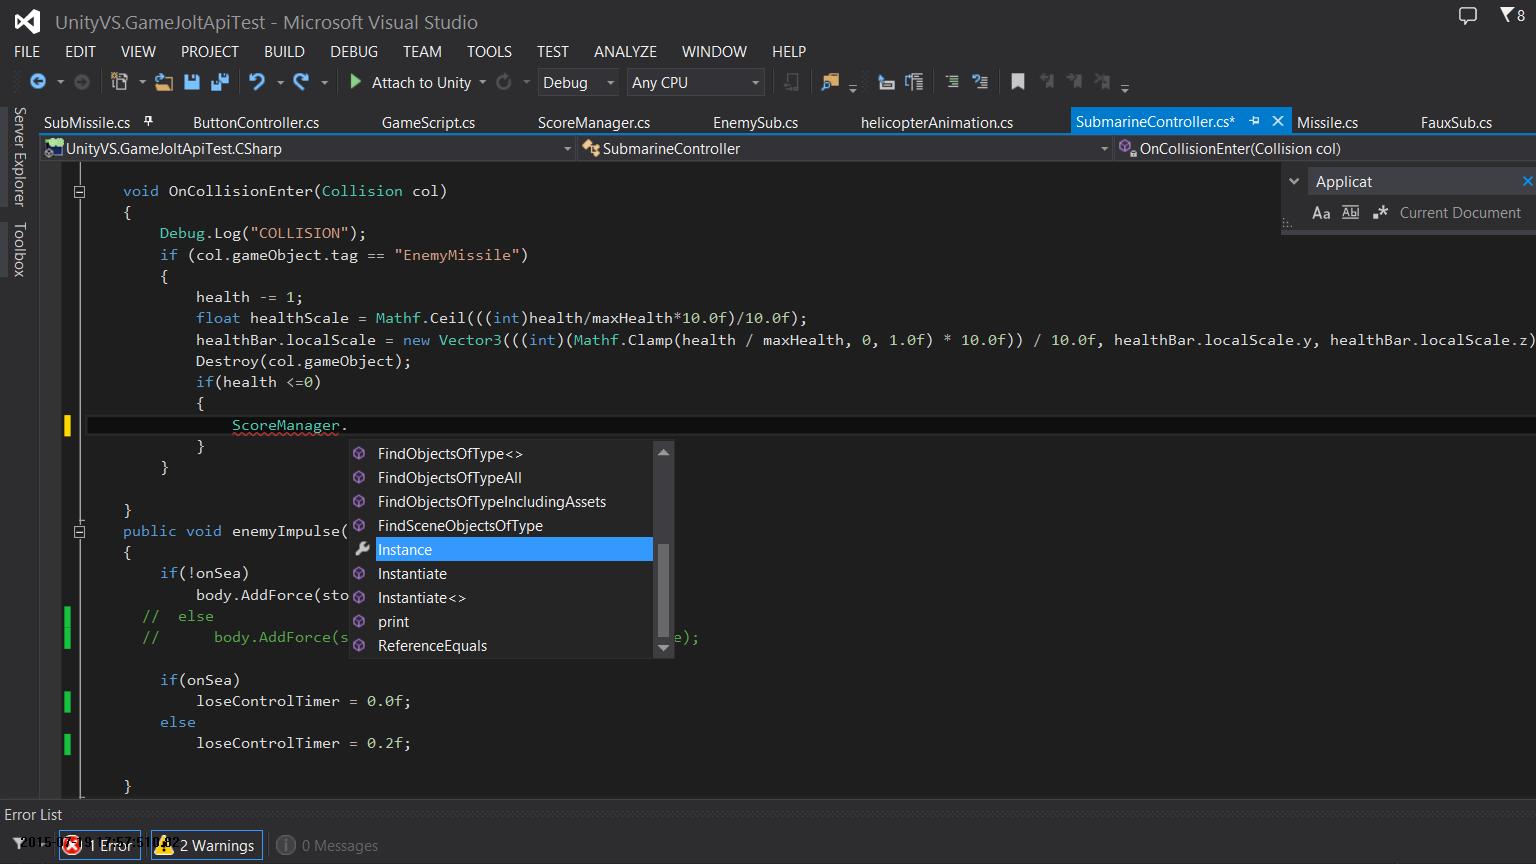 UnityVS.GameJoltApiTest - Microsoft Visual Studio
8
FILE EDIT VIEW PROJECT BUILD DEBUG TEAM TOOLS TEST ANALYZE WINDOW HELP
Attach to Unity Debug Any CPU
Server Explorer
Toolbox
SubMissile.cs ButtonController.cs GameScript.cs ScoreManager.cs EnemySub.cs helicopterAnimation.cs SubmarineController.cs* Missile.cs FauxSub.cs
UnityVS.GameJoltApiTest.CSharp SubmarineController OnCollisionEnter(Collision col)
Applicat
Aa Abl .* Current Document
void OnCollisionEnter(Collision col)
{
Debug.Log("COLLISION");
if (col.gameObject.tag == "EnemyMissile")
{
health -= 1;
float healthScale = Mathf.Ceil(((int)health/maxHealth*10.0f)/10.0f);
healthBar.localScale = new Vector3(((int)(Mathf.Clamp(health / maxHealth, 0, 1.0f) * 10.0f)) / 10.0f, healthBar.localScale.y, healthBar.localScale.z)
Destroy(col.gameObject);
if(health <=0)
{
ScoreManager.
}
}
}
FindObjectsOfType<>
FindObjectsOfTypeAll
FindObjectsOfTypeIncludingAssets
FindSceneObjectsOfType
Instance
Instantiate
Instantiate<>
print
ReferenceEquals
public void enemyImpulse(
{
if(!onSea)
body.AddForce(sto
// else
// body.AddForce(s e);
if(onSea)
loseControlTimer = 0.0f;
else
loseControlTimer = 0.2f;
}
Error List
1 Error 2 Warnings 0 Messages